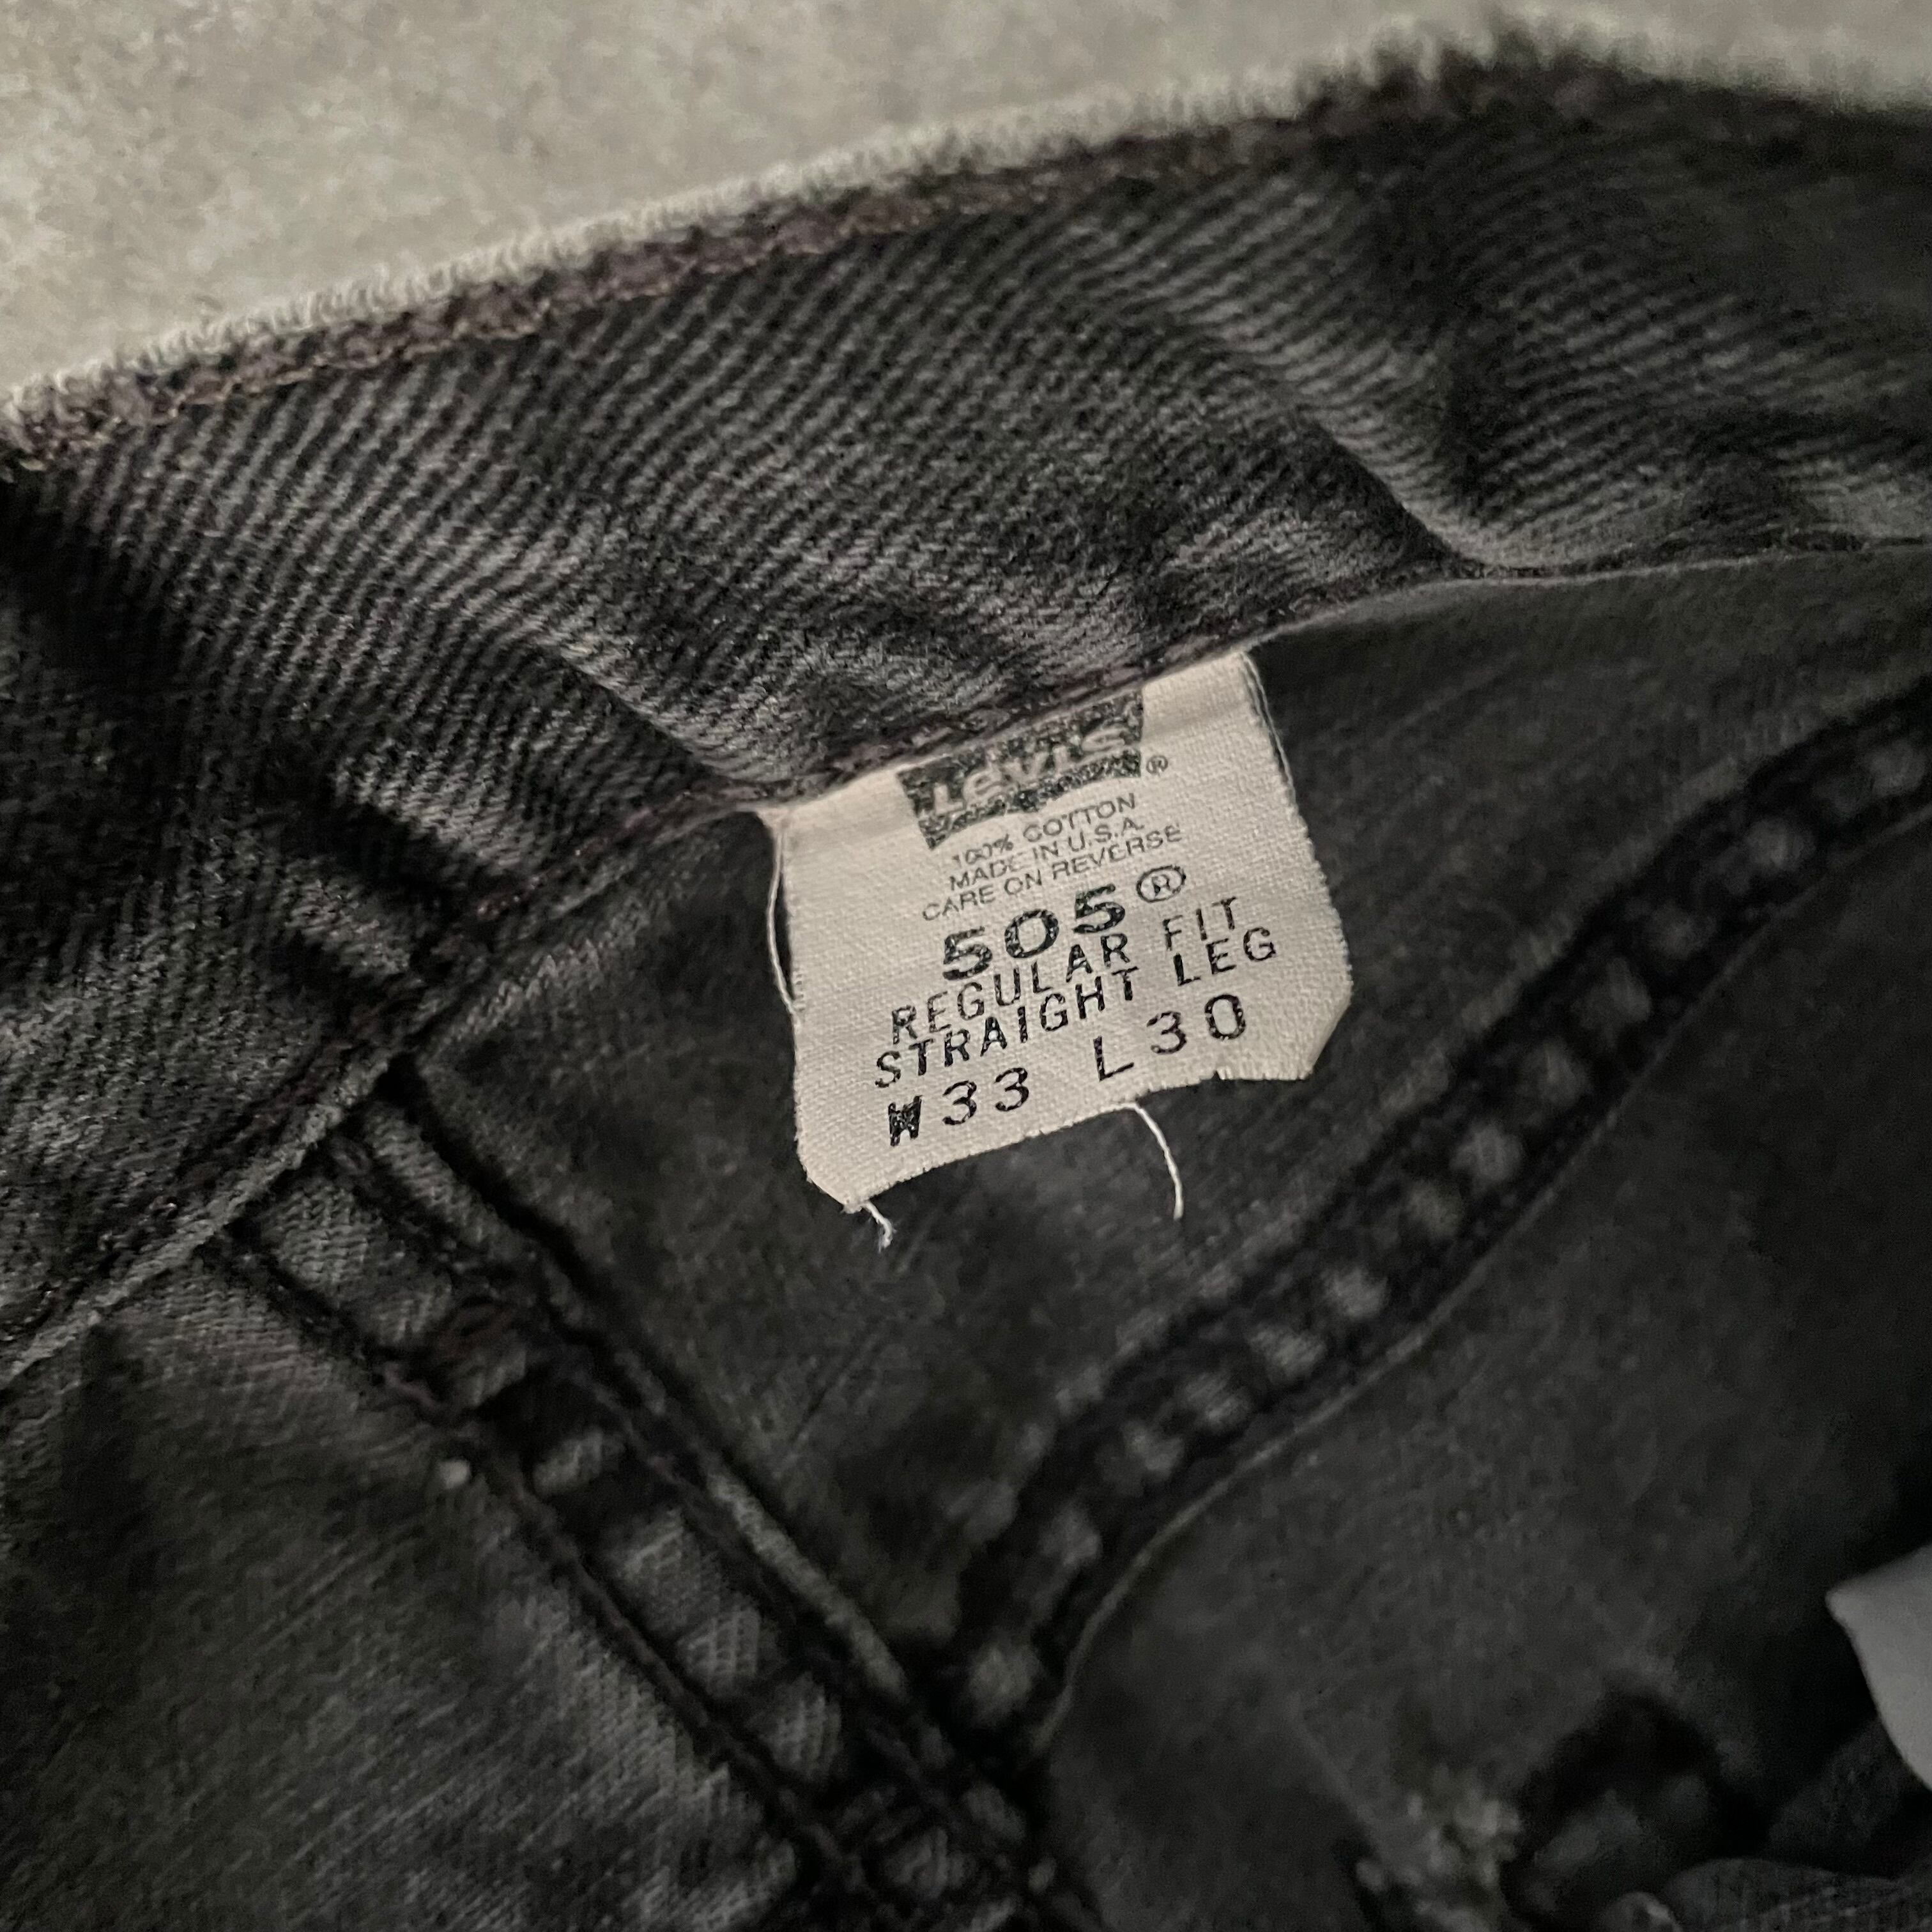 Levi's®
100% COTTON
MADE IN U.S.A.
CARE ON REVERSE
505®
REGULAR FIT
STRAIGHT LEG
W33 L30